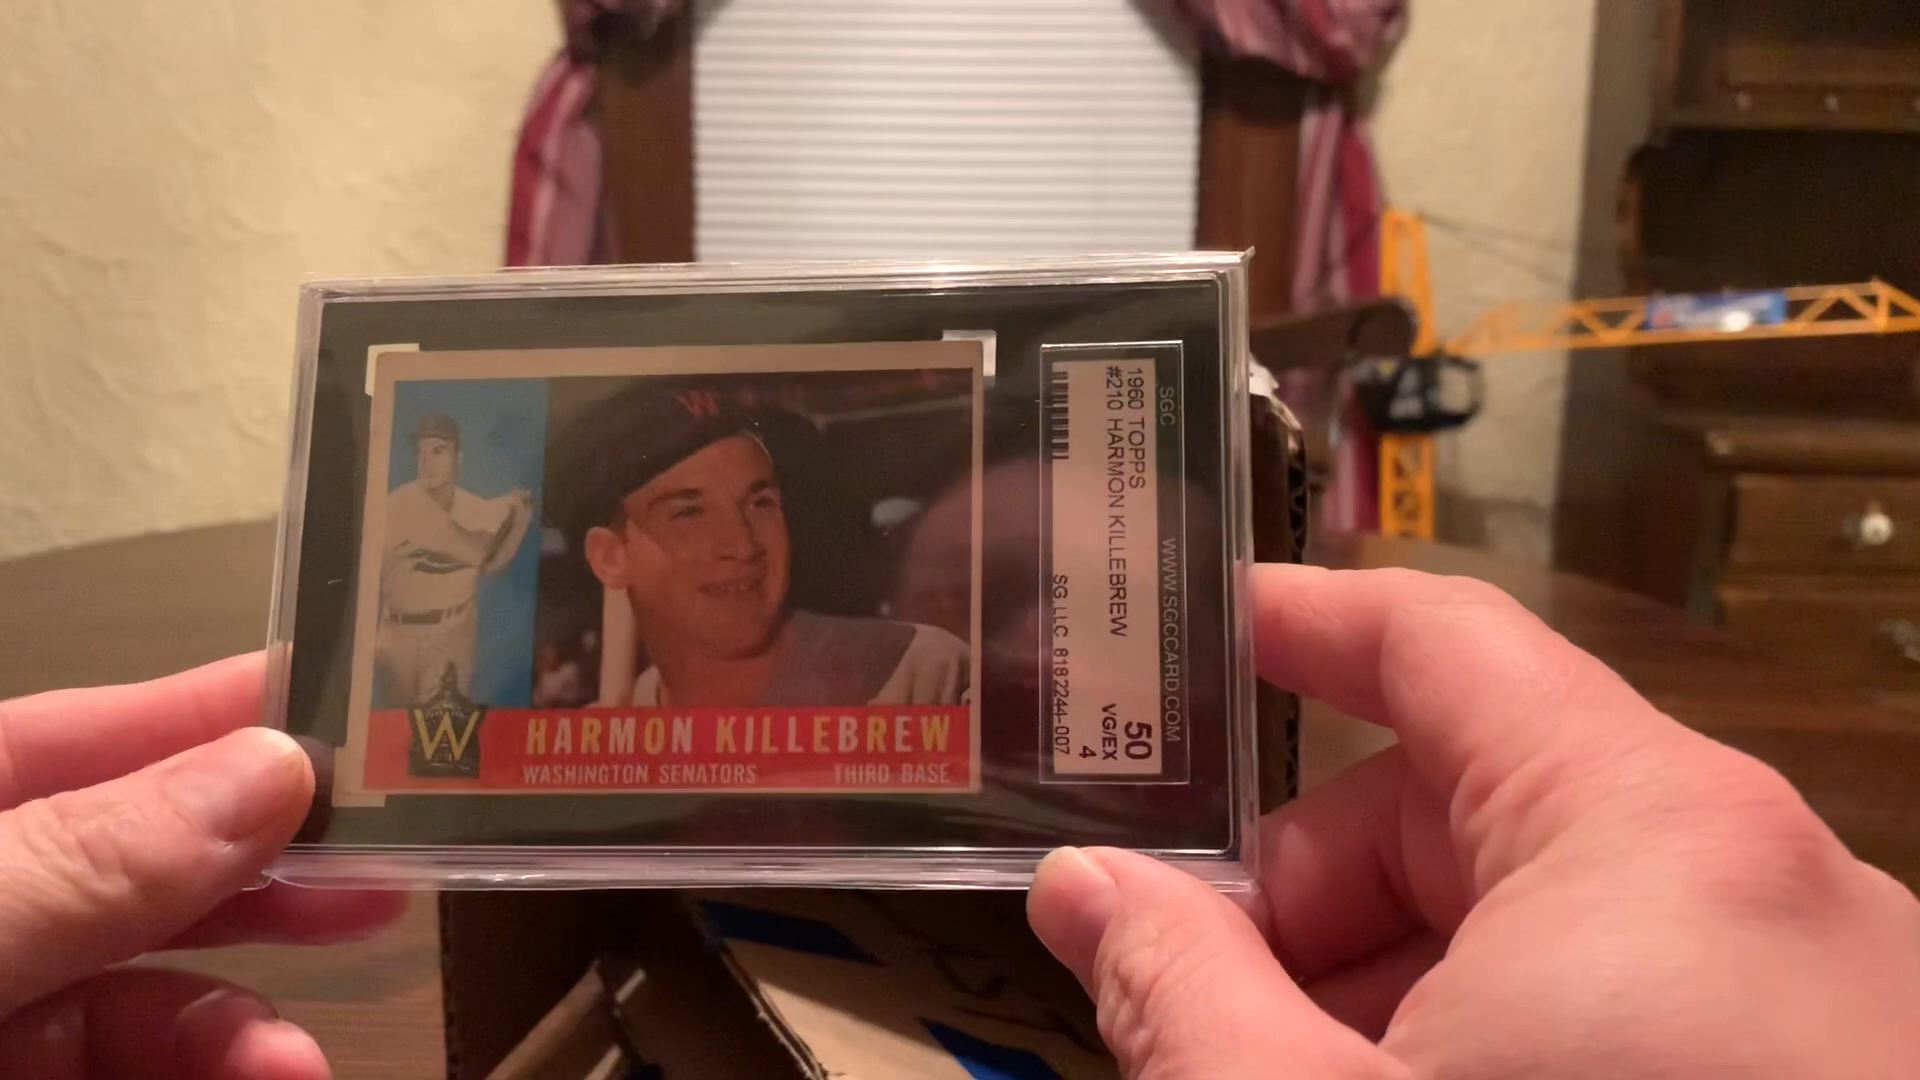 W
W
HARMON KILLEBREW
WASHINGTON SENATORS THIRD BASE
SGC WWW.SGCCARD.COM
1960 TOPPS 50
#210 HARMON KILLEBREW VG/EX
4
SG LLC 8182244-007